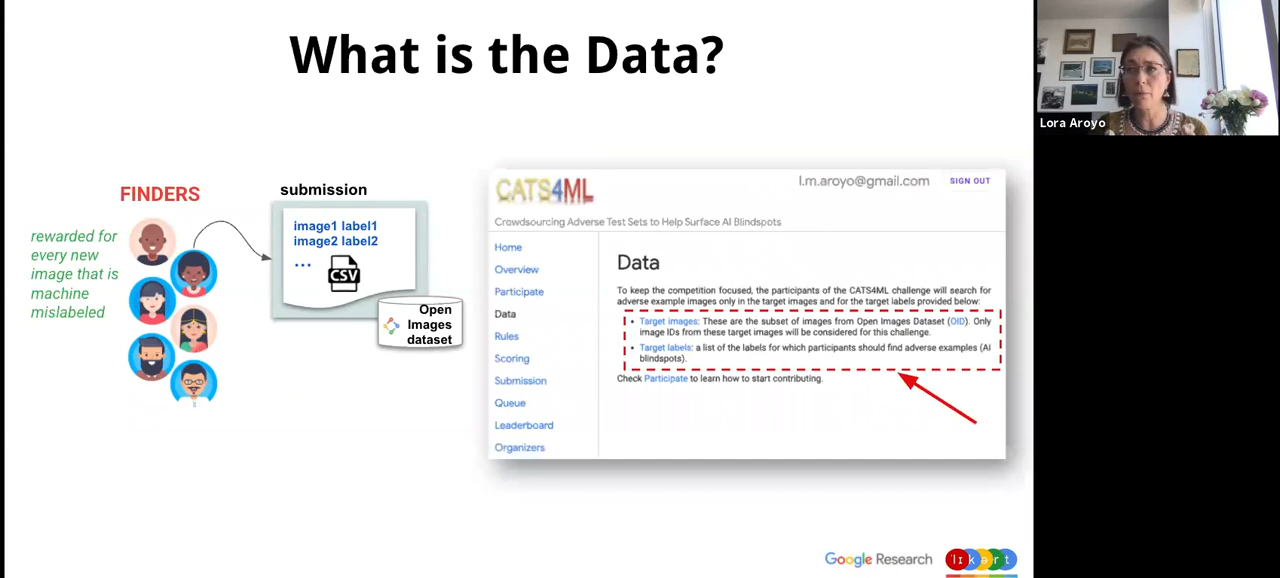 What is the Data?
Lora Aroyo
FINDERS
rewarded for
every new
image that is
machine
mislabeled
submission
image1 label1
image2 label2
...
CSV
Open
Images
dataset
CATS4ML
l.m.aroyo@gmail.com
SIGN OUT
Crowdsourcing Adverse Test Sets to Help Surface AI Blindspots
Home
Overview
Participate
Data
Rules
Scoring
Submission
Queue
Leaderboard
Organizers
Data
To keep the competition focused, the participants of the CATS4ML challenge will search for
adverse example images only in the target images and for the target labels provided below:
• Target images: These are the subset of images from Open Images Dataset (OID). Only
image IDs from these target images will be considered for this challenge.
• Target labels: a list of the labels for which participants should find adverse examples (AI
blindspots).
Check Participate to learn how to start contributing.
Google Research
lɪkərt